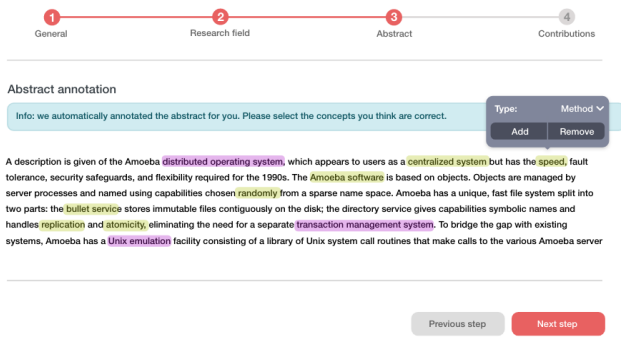 1 2 3 4
General Research field Abstract Contributions
Abstract annotation
Info: we automatically annotated the abstract for you. Please select the concepts you think are correct.
Type: Method
Add Remove
A description is given of the Amoeba distributed operating system, which appears to users as a centralized system but has the speed, fault
tolerance, security safeguards, and flexibility required for the 1990s. The Amoeba software is based on objects. Objects are managed by
server processes and named using capabilities chosen randomly from a sparse name space. Amoeba has a unique, fast file system split into
two parts: the bullet service stores immutable files contiguously on the disk; the directory service gives capabilities symbolic names and
handles replication and atomicity, eliminating the need for a separate transaction management system. To bridge the gap with existing
systems, Amoeba has a Unix emulation facility consisting of a library of Unix system call routines that make calls to the various Amoeba server
Previous step Next step